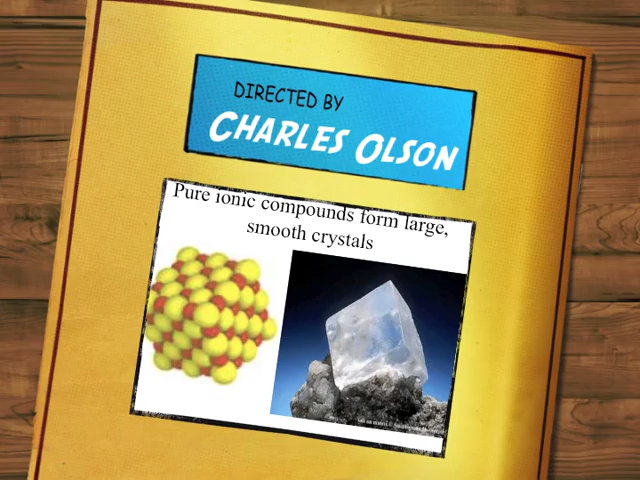 DIRECTED BY
CHARLES OLSON
Pure ionic compounds form large,
smooth crystals